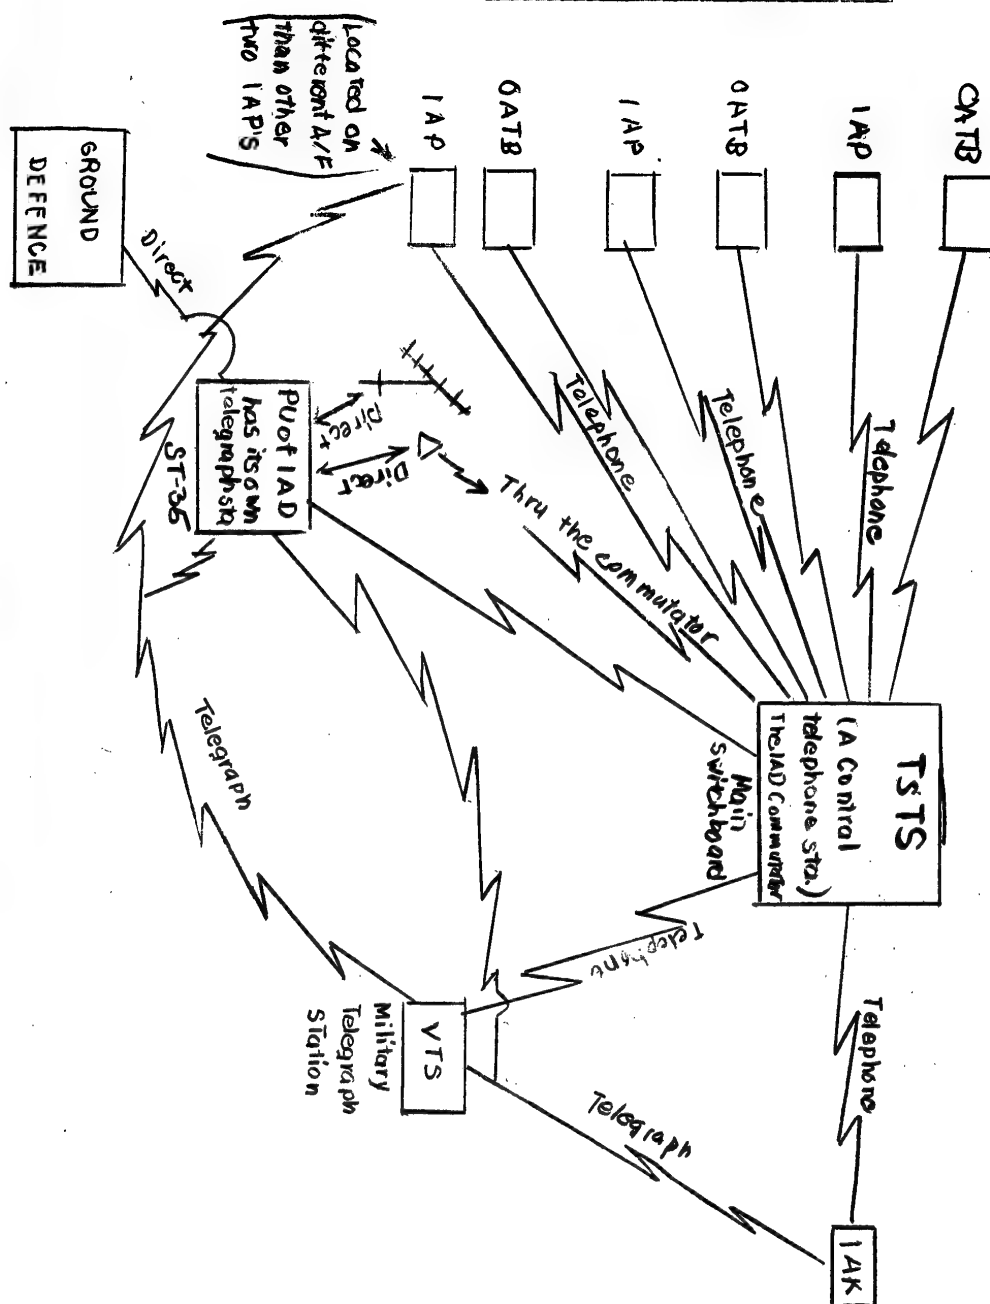 OATB
IAP
OATB
IAP
OATB
IAP
Located on
different A/F
than other
two IAP's
GROUND
DEFENCE
Direct
PU of IAD
has its own
telegraph sta
ST-35
Direct
Direct
Thru the commutator
Telephone
Telephone
Telephone
TSTS
(A Control
telephone sta.)
The IAD Commutator
Main
switchboard
Telephone
Telephone
Telegraph
Telegraph
VTS
Military
Telegraph
Station
IAK